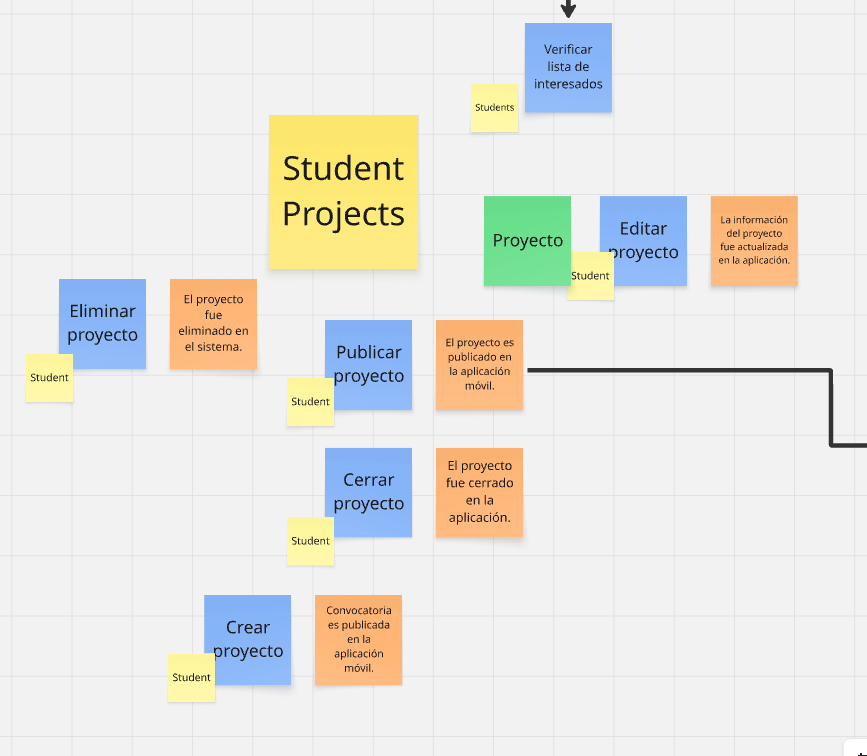 Verificar
lista de
interesados
Students
Student
Projects
Proyecto
Editar
proyecto
Student
La información
del proyecto
fue actualizada
en la aplicación.
Eliminar
proyecto
Student
El proyecto
fue
eliminado en
el sistema.
Publicar
proyecto
Student
El proyecto es
publicado en
la aplicación
móvil.
Cerrar
proyecto
Student
El proyecto
fue cerrado
en la
aplicación.
Crear
proyecto
Student
Convocatoria
es publicada
en la
aplicación
móvil.